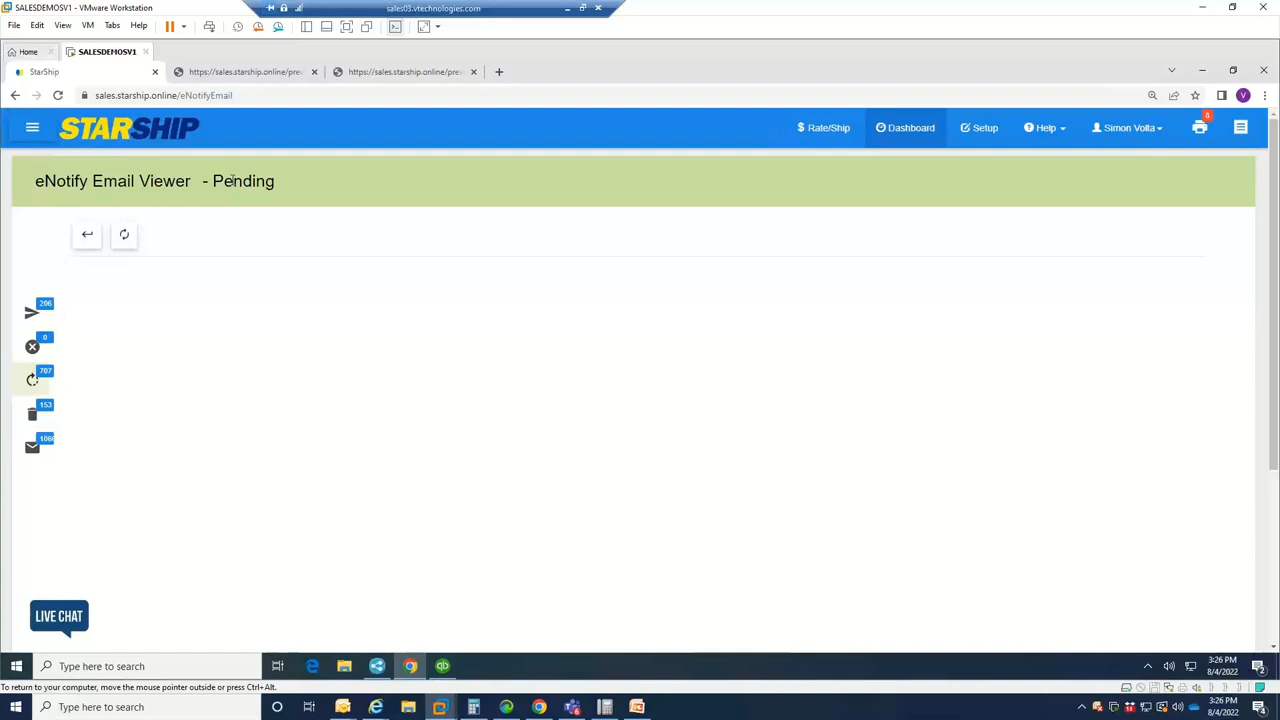 SALESDEMOSV1 - VMware Workstation
sales03.vtechnologies.com
File Edit View VM Tabs Help
Home SALESDEMOSV1
StarShip https://sales.starship.online/prev https://sales.starship.online/prev
sales.starship.online/eNotifyEmail V
STARSHIP $ Rate/Ship Dashboard Setup Help Simon Volta 8
eNotify Email Viewer - Pending
206
0
707
153
LIVE CHAT
Type here to search
3:26 PM
8/4/2022
2
To return to your computer, move the mouse pointer outside or press Ctrl+Alt.
Type here to search
3:26 PM
8/4/2022